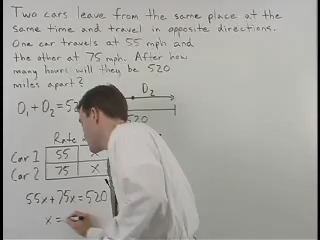 Two cars leave from the same place at the
same time and travel in opposite directions.
One car travels at 55 mph and
the other at 75 mph. After how
many hours will they be 520
miles apart?
D₂
D₁ + D₂ = 52
520
Rate
Car 1 55 x
Car 2 75 x
55x + 75x = 520
x =